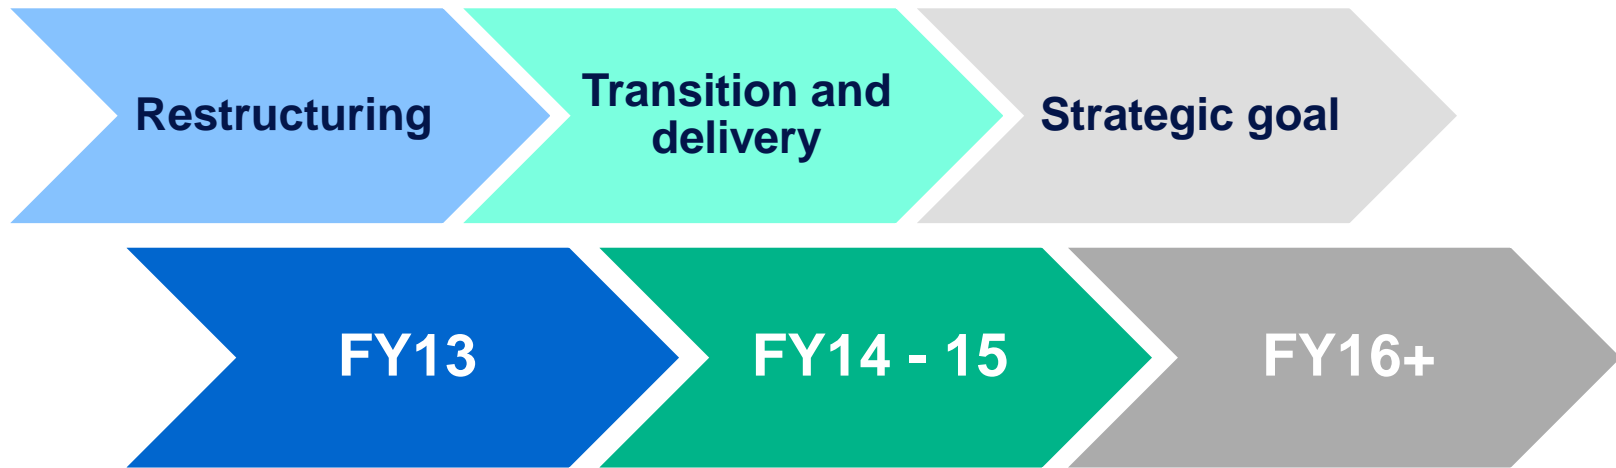 Restructuring
Transition and
delivery
Strategic goal
FY13
FY14 - 15
FY16+